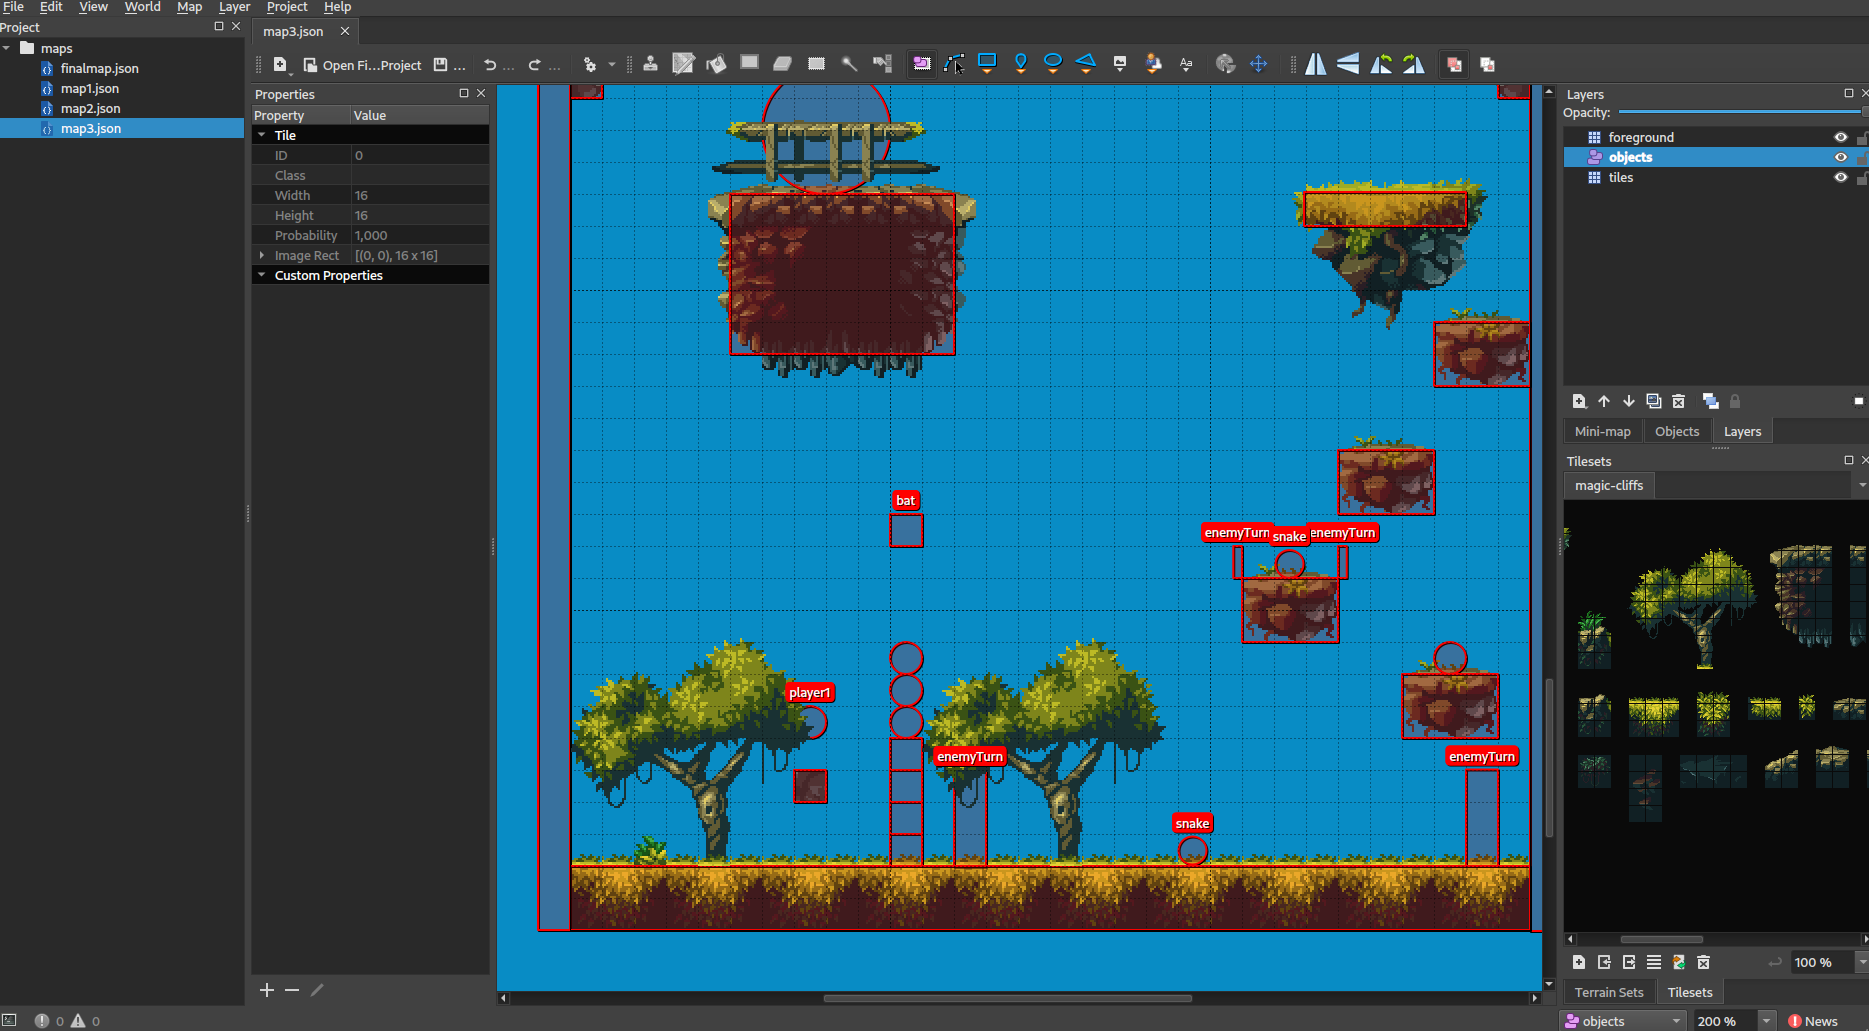 File Edit View World Map Layer Project Help
Project
maps
finalmap.json
map1.json
map2.json
map3.json
map3.json
Open Fi...Project
...
...
Aa
Properties
Property Value
Tile
ID 0
Class
Width 16
Height 16
Probability 1,000
Image Rect [(0, 0), 16 x 16]
Custom Properties
bat
enemyTurn snake enemyTurn
player1
enemyTurn enemyTurn
snake
Layers
Opacity:
foreground
objects
tiles
Mini-map Objects Layers
Tilesets
magic-cliffs
100 %
Terrain Sets Tilesets
0 0
objects 200 % News